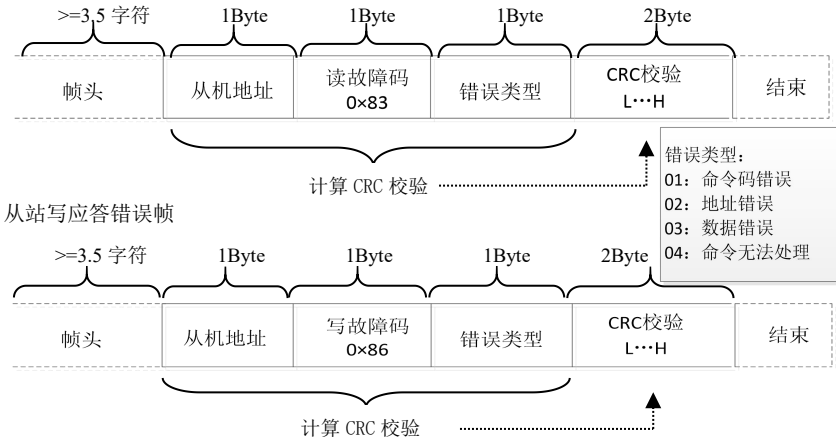 >=3.5 字符 1Byte 1Byte 1Byte 2Byte
帧头 从机地址 读故障码 0×83 错误类型 CRC校验 L···H 结束
计算 CRC 校验
错误类型：
01：命令码错误
02：地址错误
03：数据错误
04：命令无法处理
从站写应答错误帧
>=3.5 字符 1Byte 1Byte 1Byte 2Byte
帧头 从机地址 写故障码 0×86 错误类型 CRC校验 L···H 结束
计算 CRC 校验